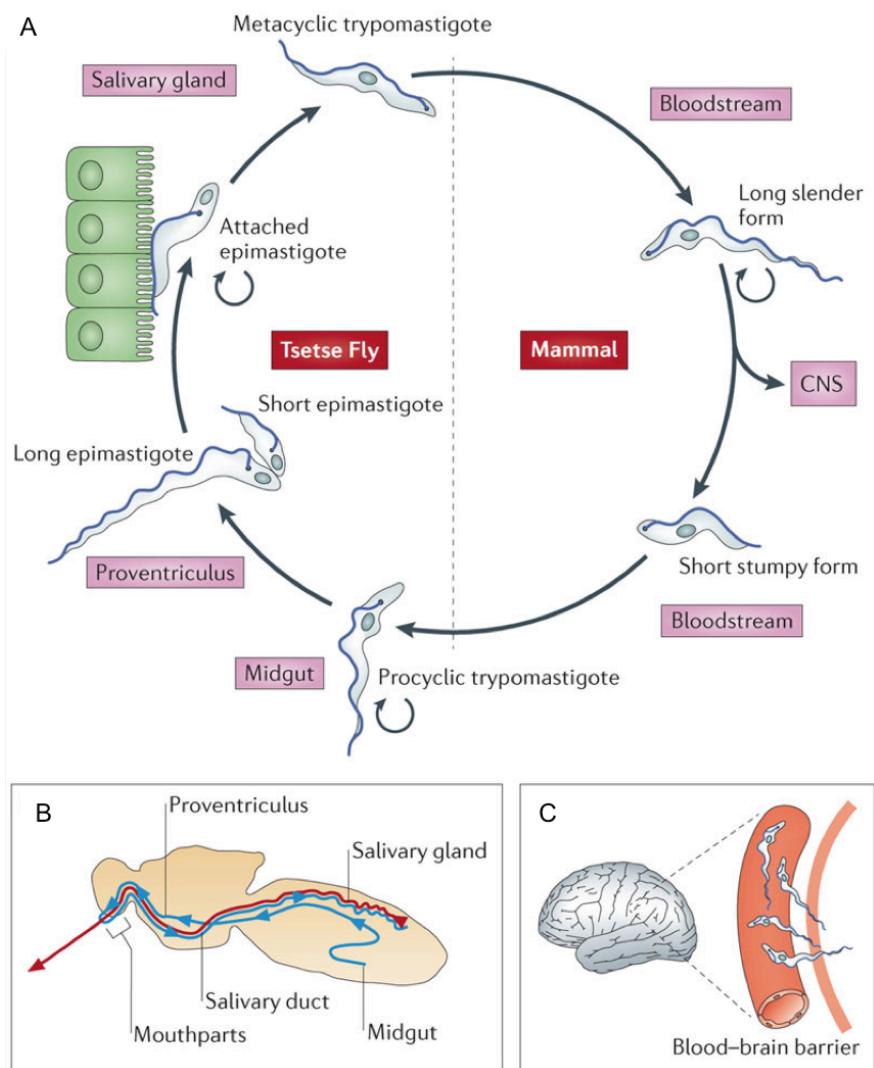 A
Metacyclic trypomastigote
Salivary gland
Bloodstream
Long slender
form
Attached
epimastigote
Tsetse Fly
Mammal
CNS
Short epimastigote
Long epimastigote
Proventriculus
Short stumpy form
Bloodstream
Midgut
Procyclic trypomastigote
B
Proventriculus
Salivary gland
Salivary duct
Mouthparts
Midgut
C
Blood–brain barrier